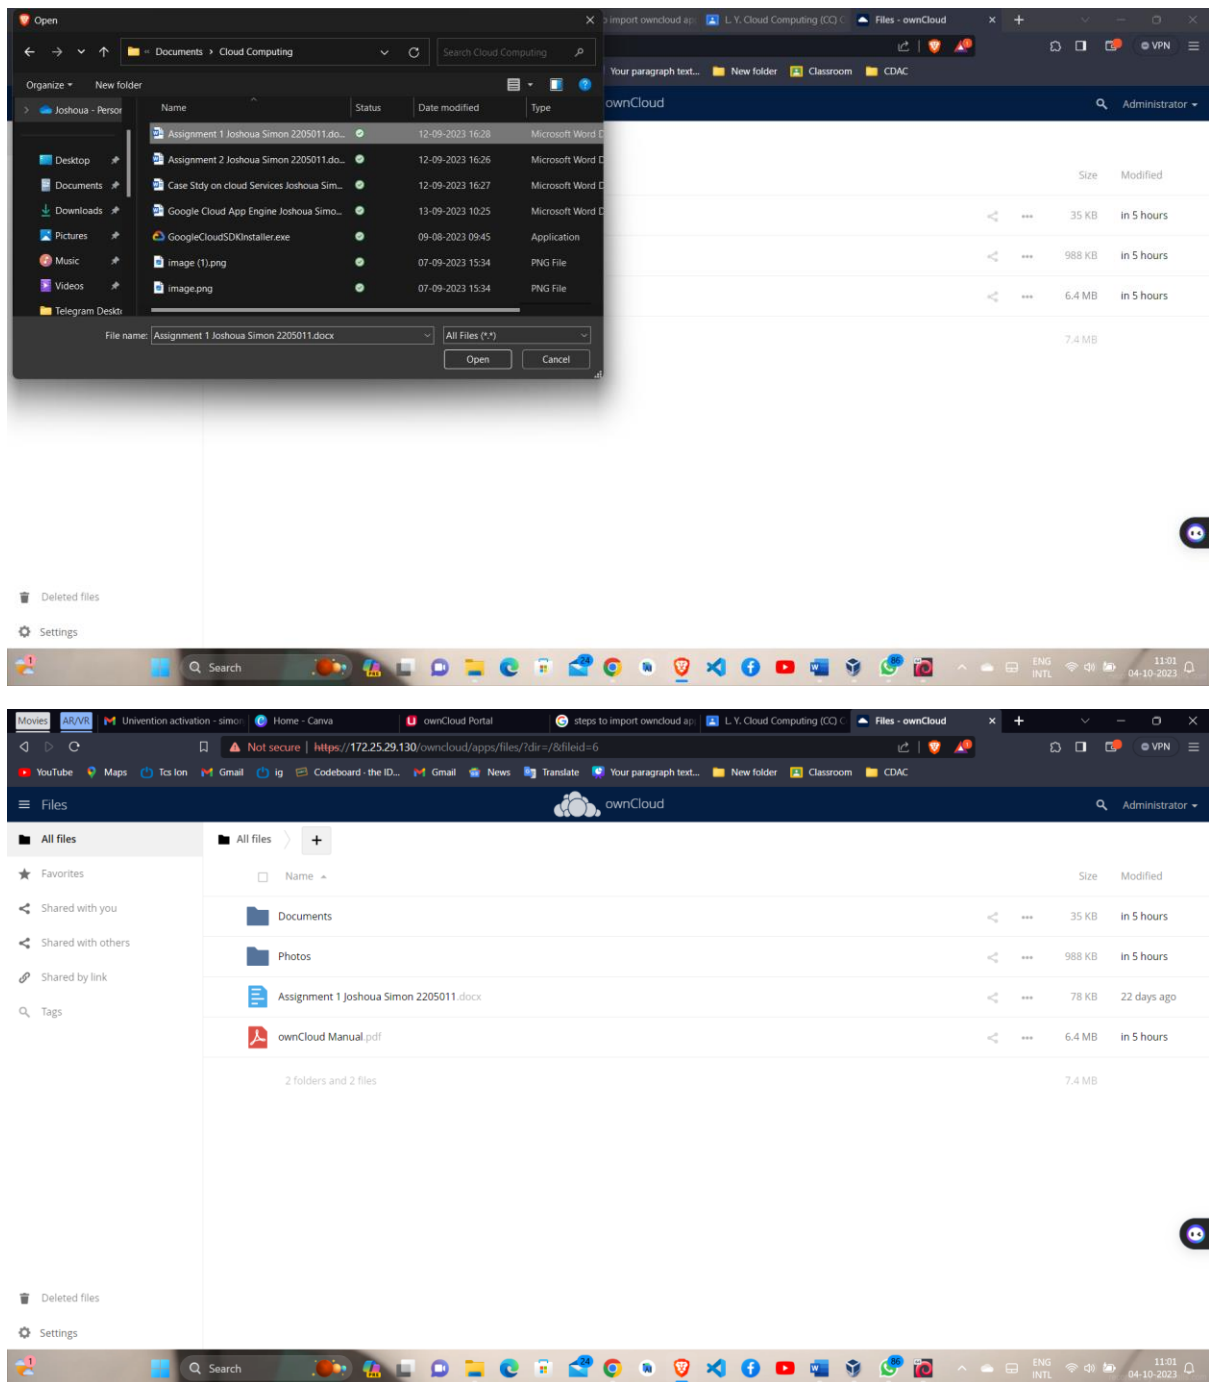 Open
to import owncloud ap
L. Y. Cloud Computing (CC) C
Files - ownCloud
Documents > Cloud Computing
Search Cloud Computing
VPN
Organize
New folder
Your paragraph text...
New folder
Classroom
CDAC
Joshoua - Person
Name
Status
Date modified
Type
ownCloud
Administrator
Assignment 1 Joshoua Simon 2205011.do...
12-09-2023 16:28
Microsoft Word D
Desktop
Assignment 2 Joshoua Simon 2205011.do...
12-09-2023 16:26
Microsoft Word D
Size
Modified
Documents
Case Stdy on cloud Services Joshoua Sim...
12-09-2023 16:27
Microsoft Word D
Downloads
Google Cloud App Engine Joshoua Simo...
13-09-2023 10:25
Microsoft Word D
35 KB
in 5 hours
Pictures
GoogleCloudSDKInstaller.exe
09-08-2023 09:45
Application
Music
image (1).png
07-09-2023 15:34
PNG File
988 KB
in 5 hours
Videos
image.png
07-09-2023 15:34
PNG File
6.4 MB
in 5 hours
Telegram Deskt
File name:
Assignment 1 Joshoua Simon 2205011.docx
All Files (*.*)
7.4 MB
Open
Cancel
Deleted files
Settings
1
Search
24
86
ENG
INTL
11:01
04-10-2023
Movies
AR/VR
Univention activation - simon
Home - Canva
ownCloud Portal
steps to import owncloud ap
L. Y. Cloud Computing (CC) C
Files - ownCloud
Not secure | https://172.25.29.130/owncloud/apps/files/?dir=/&fileid=6
VPN
YouTube
Maps
Tcs Ion
Gmail
ig
Codeboard - the ID...
Gmail
News
Translate
Your paragraph text...
New folder
Classroom
CDAC
Files
ownCloud
Administrator
All files
All files
+
Favorites
Name
Size
Modified
Shared with you
Documents
35 KB
in 5 hours
Shared with others
Photos
988 KB
in 5 hours
Shared by link
Assignment 1 Joshoua Simon 2205011.docx
78 KB
22 days ago
Tags
ownCloud Manual.pdf
6.4 MB
in 5 hours
2 folders and 2 files
7.4 MB
Deleted files
Settings
1
Search
24
86
ENG
INTL
11:01
04-10-2023